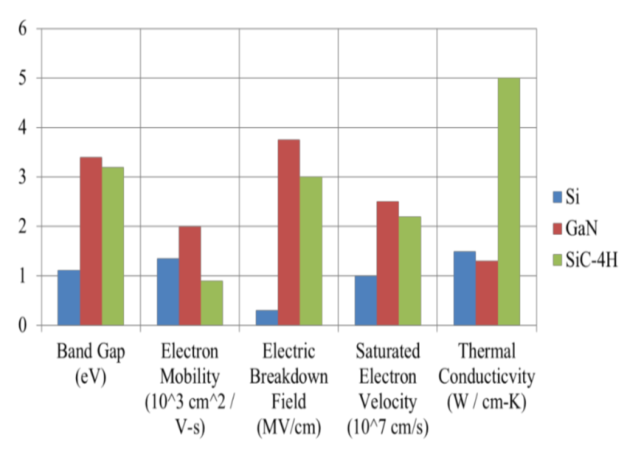 6
5
4
3
2
1
0
Si
GaN
SiC-4H
Band Gap
(eV)
Electron
Mobility
(10^3 cm^2 /
V-s)
Electric
Breakdown
Field
(MV/cm)
Saturated
Electron
Velocity
(10^7 cm/s)
Thermal
Conducticvity
(W / cm-K)